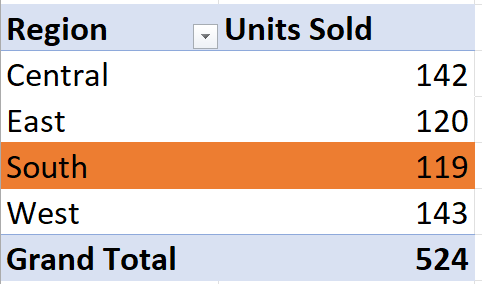 Region Units Sold
Central 142
East 120
South 119
West 143
Grand Total 524